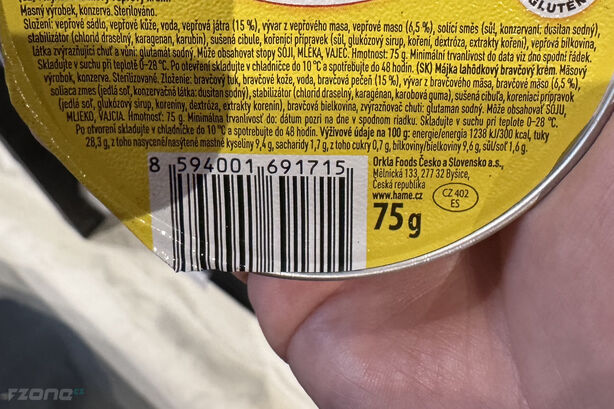 GLUTEN
Masný výrobek, konzerva. Sterilováno.
Složení: vepřové sádlo, vepřové kůže, voda, vepřová játra (15 %), vývar z vepřového masa, vepřové maso (6,5 %), solící směs (sůl, konzervant: dusitan sodný),
stabilizátor (chlorid draselný, karagenan, karubin), sušená cibule, kořenicí přípravek (sůl, glukózový sirup, koření, dextróza, extrakty koření), vepřová bílkovina,
látka zvýrazňující chuť a vůni: glutamát sodný. Může obsahovat stopy SÓJI, MLÉKA, VAJEC. Hmotnost: 75 g. Minimální trvanlivost do data viz dno spodní řádek.
Skladujte v suchu při teplotě 0–28 °C. Po otevření skladujte v chladničce do 10 °C a spotřebujte do 48 hodin. (SK) Májka lahôdkový bravčový krém. Mäsový
výrobok, konzerva. Sterilizované. Zloženie: bravčový tuk, bravčové kože, voda, bravčová pečeň (15 %), vývar z bravčového mäsa, bravčové mäso (6,5 %),
soliaca zmes (jedlá soľ, konzervačná látka: dusitan sodný), stabilizátor (chlorid draselný, karagénan, karobová guma), sušená cibuľa, koreniaci prípravok
(jedlá soľ, glukózový sirup, koreniny, dextróza, extrakty korenín), bravčová bielkovina, zvýrazňovač chuti: glutaman sodný. Môže obsahovať SÓJU,
MLIEKO, VAJCIA. Hmotnosť: 75 g. Minimálna trvanlivosť do: dátum pozri na dne v spodnom riadku. Skladujte v suchu pri teplote 0–28 °C.
Po otvorení skladujte v chladničke do 10 °C a spotrebujte do 48 hodín. Výživové údaje na 100 g: energie/energia 1238 kJ/300 kcal, tuky
28,3 g, z toho nasycené/nasýtené mastné kyseliny 9,4 g, sacharidy 1,7 g, z toho cukry 0,7 g, bílkoviny/bielkoviny 9,6 g, sůl/soľ 1,6 g.
8 594001 691715
Orkla Foods Česko a Slovensko a.s.,
Mělnická 133, 277 32 Byšice,
Česká republika
www.hame.cz
75 g
CZ 402
ES
FZONE.CZ